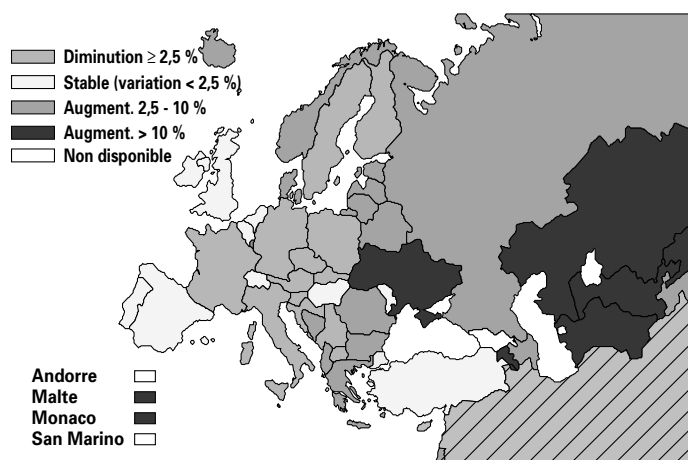 Diminution ≥ 2,5 %
Stable (variation < 2,5 %)
Augment. 2,5 - 10 %
Augment. > 10 %
Non disponible
Andorre
Malte
Monaco
San Marino